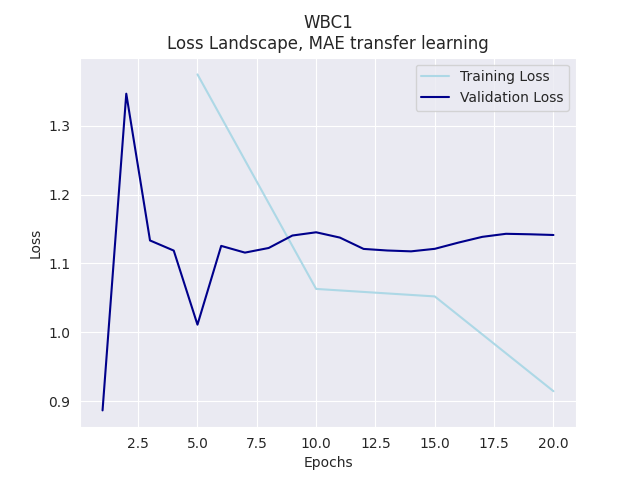 WBC1
Loss Landscape, MAE transfer learning
Training Loss
Validation Loss
1.3
1.2
1.1
1.0
0.9
Loss
2.5 5.0 7.5 10.0 12.5 15.0 17.5 20.0
Epochs